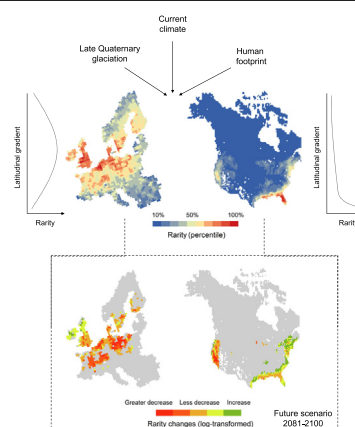 Current
climate
Late Quaternary
glaciation
Human
footprint
Latitudinal gradient
Latitudinal gradient
Rarity
10% 50% 100%
Rarity (percentile)
Rarity
Greater decrease Less decrease Increase
Rarity changes (log-transformed)
Future scenario
2081-2100